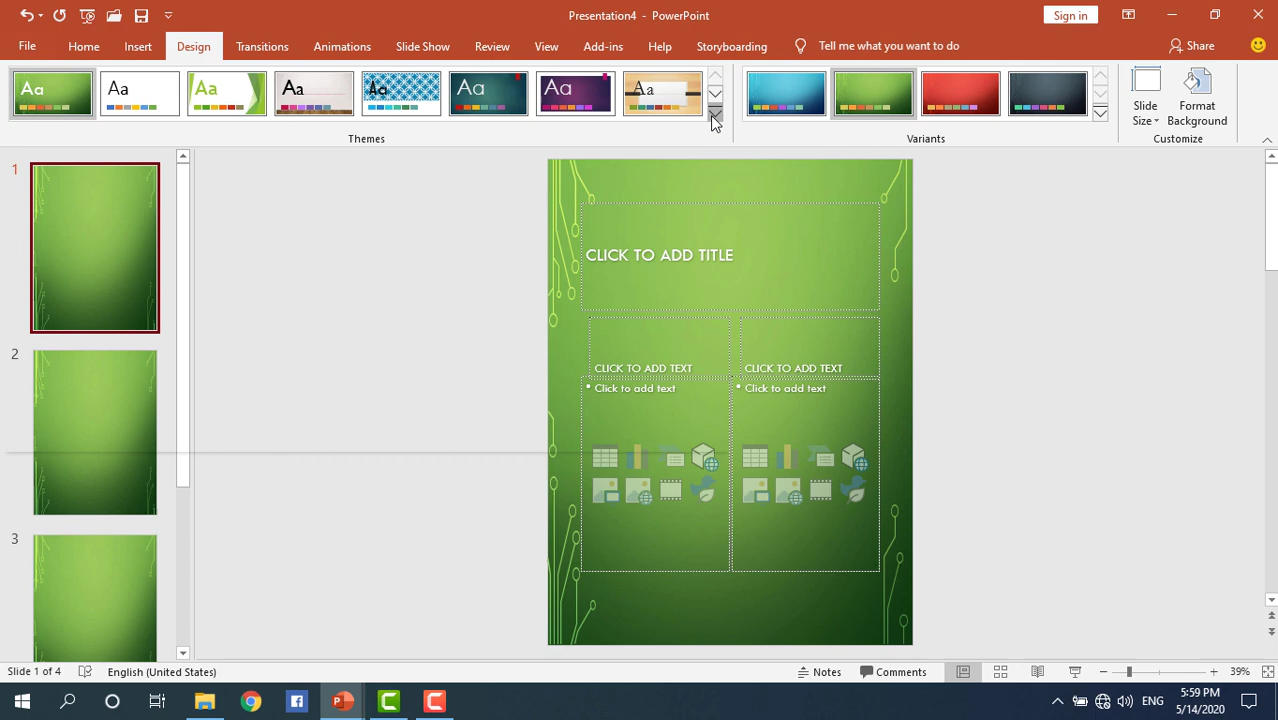 Presentation4 - PowerPoint
Sign in
File Home Insert Design Transitions Animations Slide Show Review View Add-ins Help Storyboarding Tell me what you want to do Share
Aa Aa Aa Aa Aa Aa Aa Aa
Slide Size
Format Background
Themes
Variants
Customize
1
2
3
CLICK TO ADD TITLE
CLICK TO ADD TEXT
CLICK TO ADD TEXT
• Click to add text
• Click to add text
Slide 1 of 4 English (United States) Notes Comments 39%
ENG
5:59 PM
5/14/2020